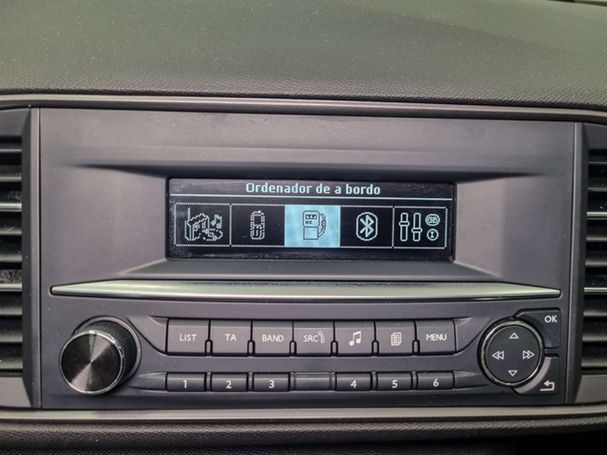 Ordenador de a bordo
LIST TA BAND SRC MENU OK
1 2 3 4 5 6